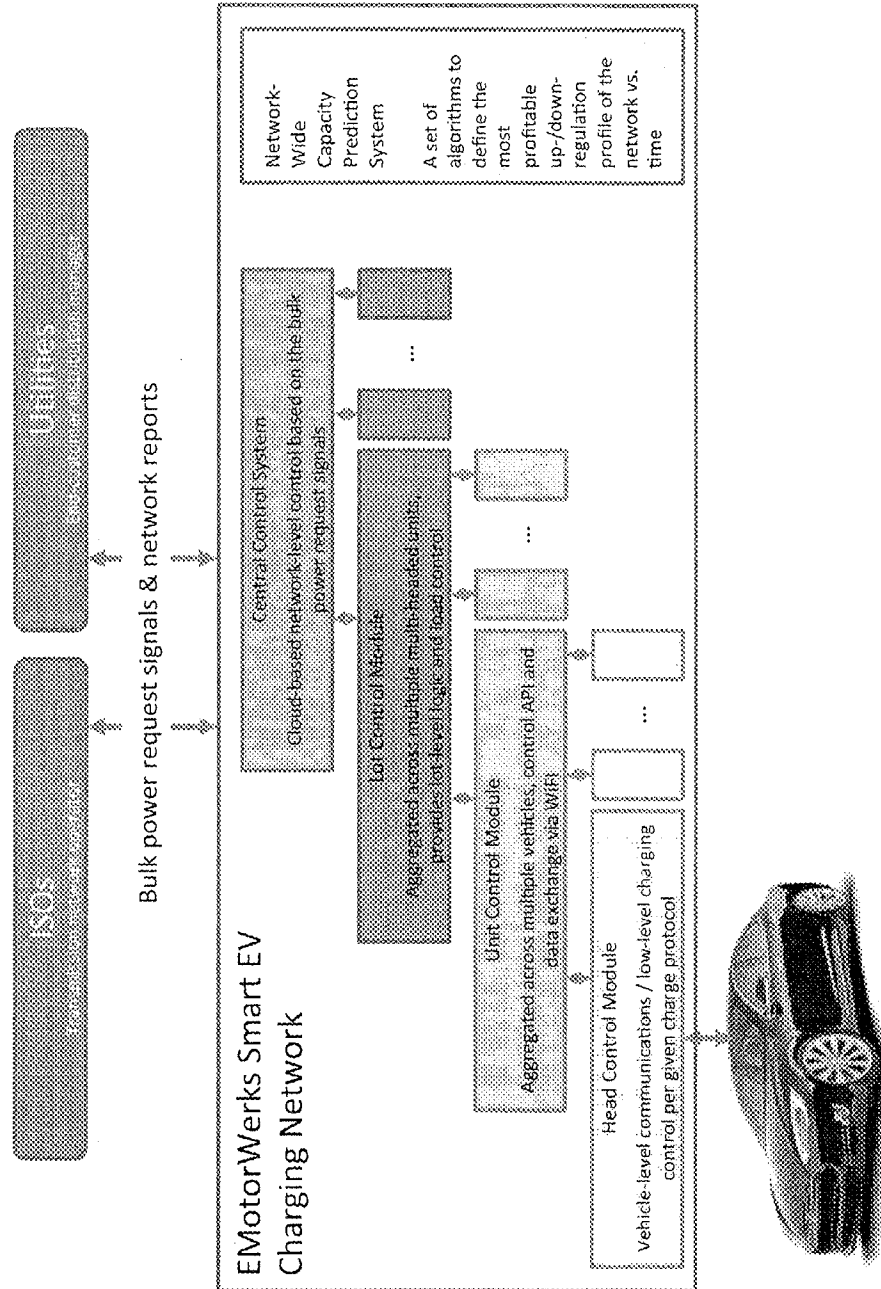 ISOs
Utilities
Bulk power request signals & network reports
EMotorWerks Smart EV
Charging Network
Central Control System
Cloud-based network-level control based on the bulk
power request signals
Lot Control Module
Aggregated across multiple multi-headed units,
provides lot-level logic and load control
...
Unit Control Module
Aggregated across multiple vehicles, control API and
data exchange via WiFi
...
Head Control Module
Vehicle-level communications / low-level charging
control per given charge protocol
...
Network-
Wide
Capacity
Prediction
System
A set of
algorithms to
define the
most
profitable
up-/down-
regulation
profile of the
network vs.
time